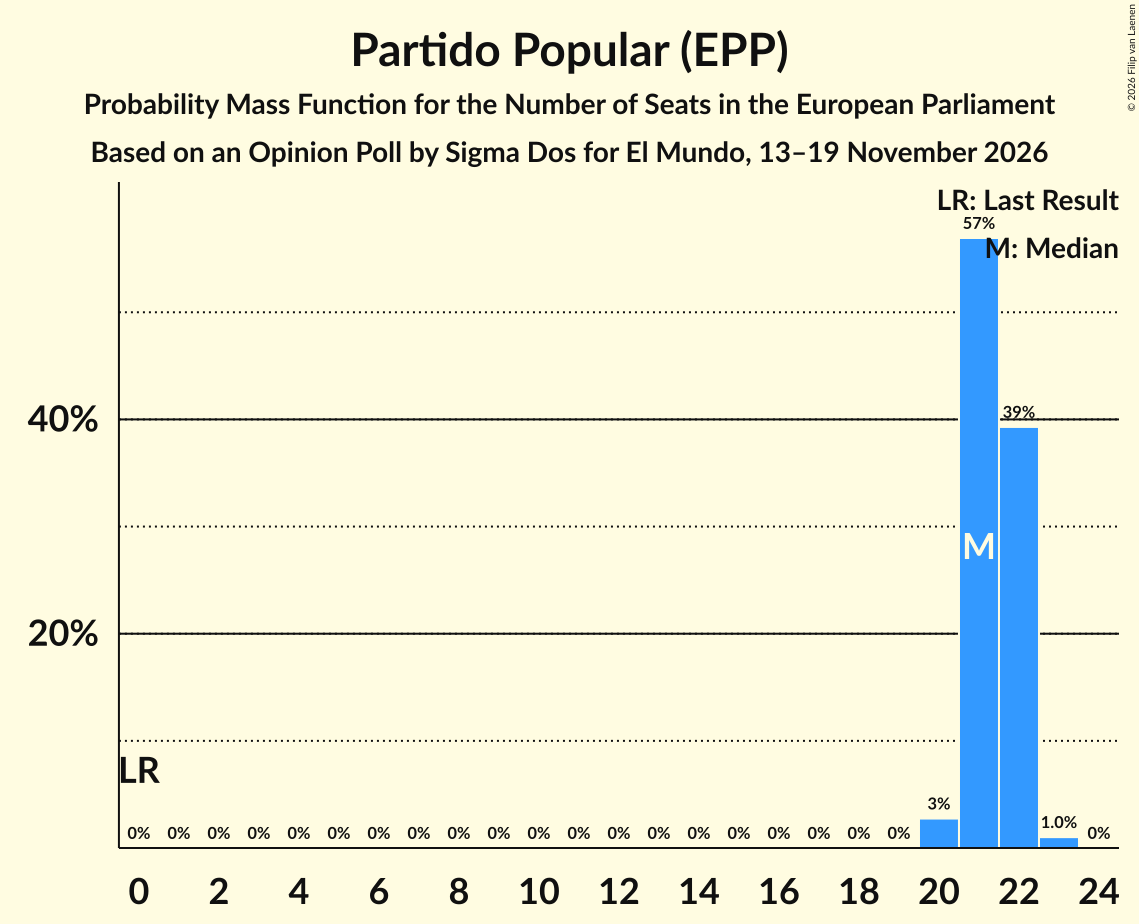 Partido Popular (EPP)
Probability Mass Function for the Number of Seats in the European Parliament
Based on an Opinion Poll by Sigma Dos for El Mundo, 13–19 November 2026
© 2026 Filip van Laenen
LR: Last Result
M: Median
57%
40%
39%
M
20%
LR
0% 0% 0% 0% 0% 0% 0% 0% 0% 0% 0% 0% 0% 0% 0% 0% 0% 0% 0% 0% 3% 1.0% 0%
0 2 4 6 8 10 12 14 16 18 20 22 24